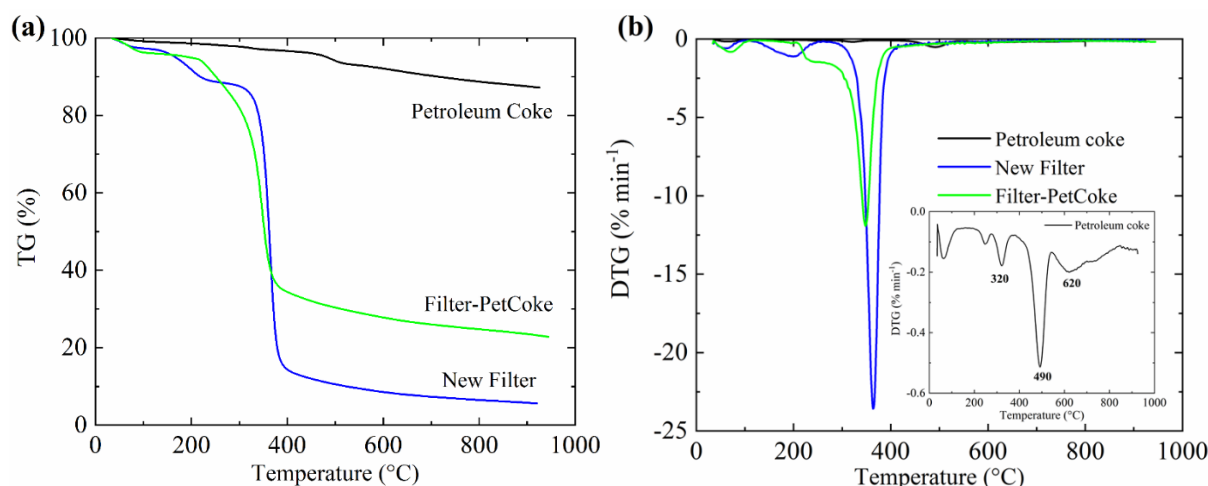 (a)
100
80
60
40
20
0
TG (%)
Petroleum Coke
Filter-PetCoke
New Filter
0 200 400 600 800 1000
Temperature (°C)
(b)
0
-5
-10
-15
-20
-25
DTG (% min⁻¹)
Petroleum coke
New Filter
Filter-PetCoke
0.0
-0.2
-0.4
-0.6
DTG (% min⁻¹)
Petroleum coke
320
620
490
0 200 400 600 800 1000
Temperature (°C)
0 200 400 600 800 1000
Temperature (°C)